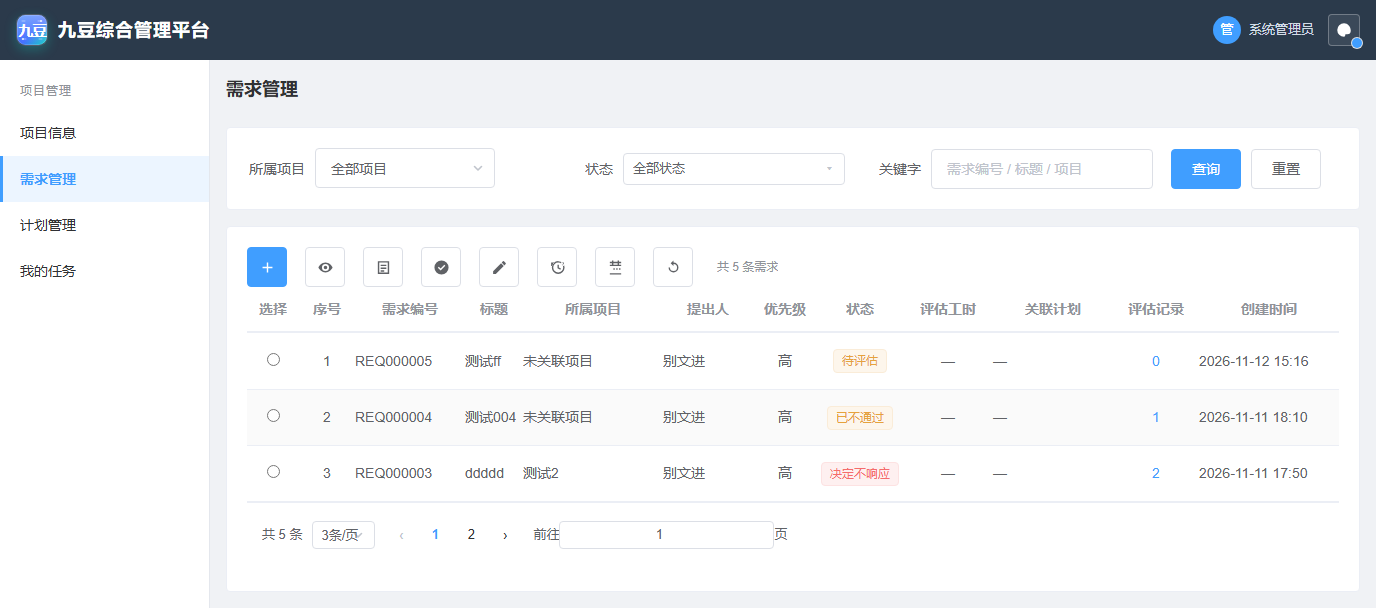 九豆 九豆综合管理平台 管 系统管理员
项目管理
项目信息
需求管理
计划管理
我的任务
需求管理
所属项目 全部项目 状态 全部状态 关键字 需求编号 / 标题 / 项目 查询 重置
共 5 条需求
选择 序号 需求编号 标题 所属项目 提出人 优先级 状态 评估工时 关联计划 评估记录 创建时间
1 REQ000005 测试ff 未关联项目 别文进 高 待评估 — — 0 2026-11-12 15:16
2 REQ000004 测试004 未关联项目 别文进 高 已不通过 — — 1 2026-11-11 18:10
3 REQ000003 ddddd 测试2 别文进 高 决定不响应 — — 2 2026-11-11 17:50
共 5 条 3条/页 ‹ 1 2 › 前往 1 页